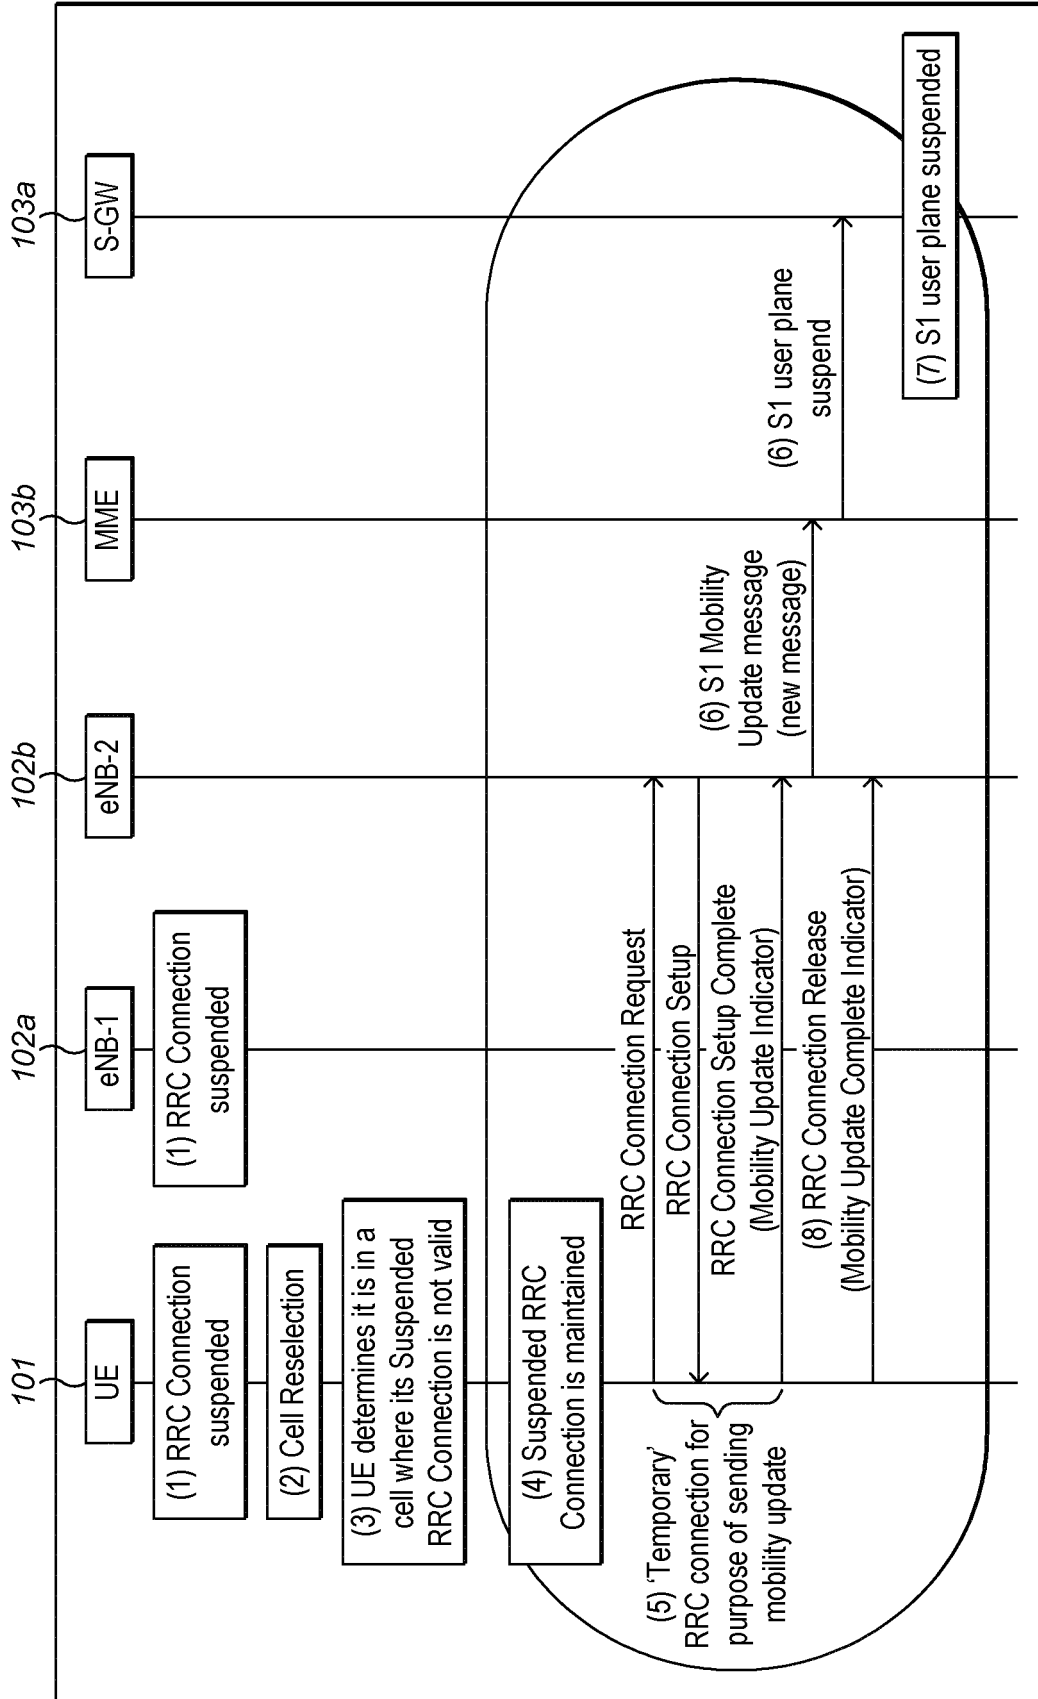 101
102a
102b
103b
103a
UE
eNB-1
eNB-2
MME
S-GW
(1) RRC Connection
suspended
(1) RRC Connection
suspended
(2) Cell Reselection
(3) UE determines it is in a
cell where its Suspended
RRC Connection is not valid
(4) Suspended RRC
Connection is maintained
RRC Connection Request
RRC Connection Setup
(5) ‘Temporary’
RRC connection for
purpose of sending
mobility update
RRC Connection Setup Complete
(Mobility Update Indicator)
(6) S1 Mobility
Update message
(new message)
(6) S1 user plane
suspend
(8) RRC Connection Release
(Mobility Update Complete Indicator)
(7) S1 user plane suspended